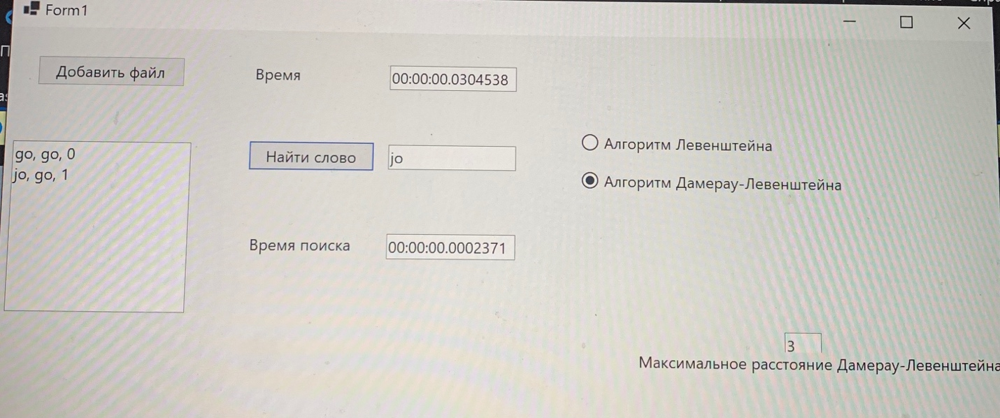 Form1
Добавить файл
Время
00:00:00.0304538
go, go, 0
jo, go, 1
Найти слово
jo
Алгоритм Левенштейна
Алгоритм Дамерау-Левенштейна
Время поиска
00:00:00.0002371
3
Максимальное расстояние Дамерау-Левенштейна